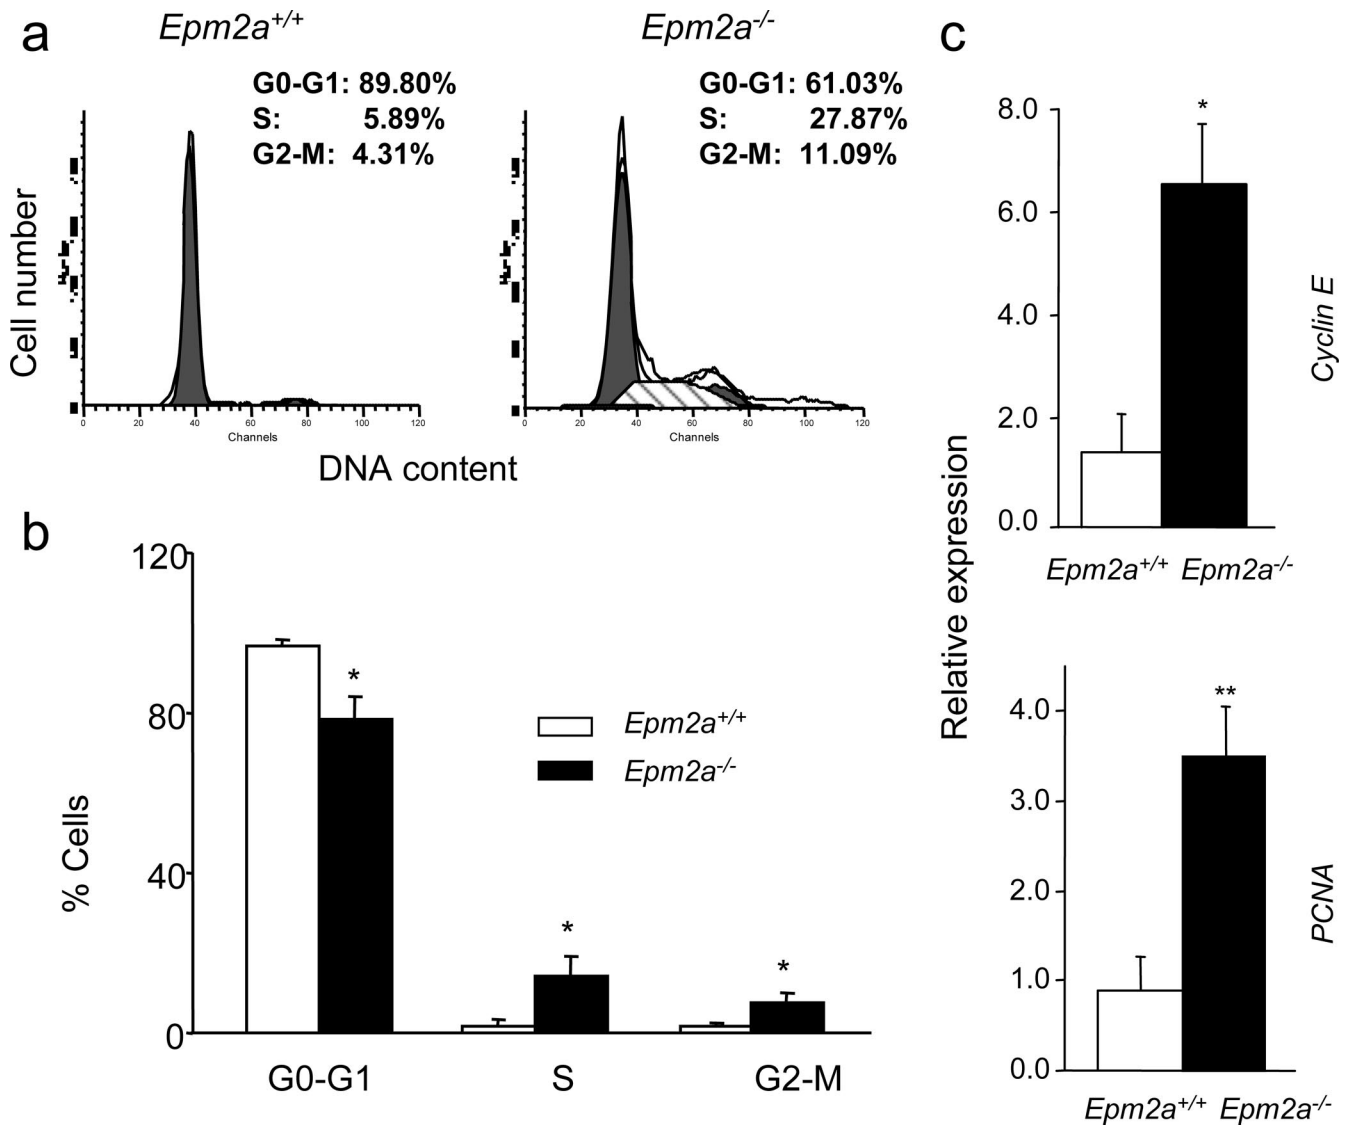 a
Epm2a+/+
G0-G1: 89.80%
S: 5.89%
G2-M: 4.31%
Cell number
0 20 40 60 80 100 120
Channels
Epm2a-/-
G0-G1: 61.03%
S: 27.87%
G2-M: 11.09%
0 20 40 60 80 100 120
Channels
DNA content
b
120
80
40
0
% Cells
*
*
*
G0-G1 S G2-M
Epm2a+/+
Epm2a-/-
c
Relative expression
8.0
6.0
4.0
2.0
0.0
*
Cyclin E
Epm2a+/+ Epm2a-/-
4.0
3.0
2.0
1.0
0.0
**
PCNA
Epm2a+/+ Epm2a-/-